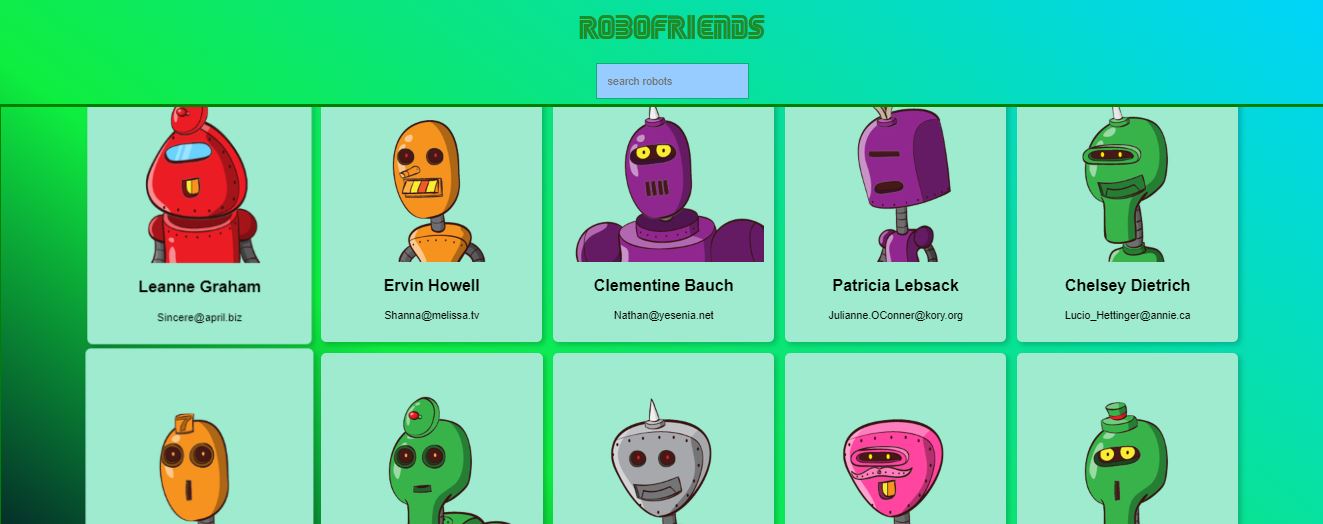 ROBOFRIENDS
search robots
Leanne Graham
Ervin Howell
Clementine Bauch
Patricia Lebsack
Chelsey Dietrich
Sincere@april.biz
Shanna@melissa.tv
Nathan@yesenia.net
Julianne.OConner@kory.org
Lucio_Hettinger@annie.ca
7